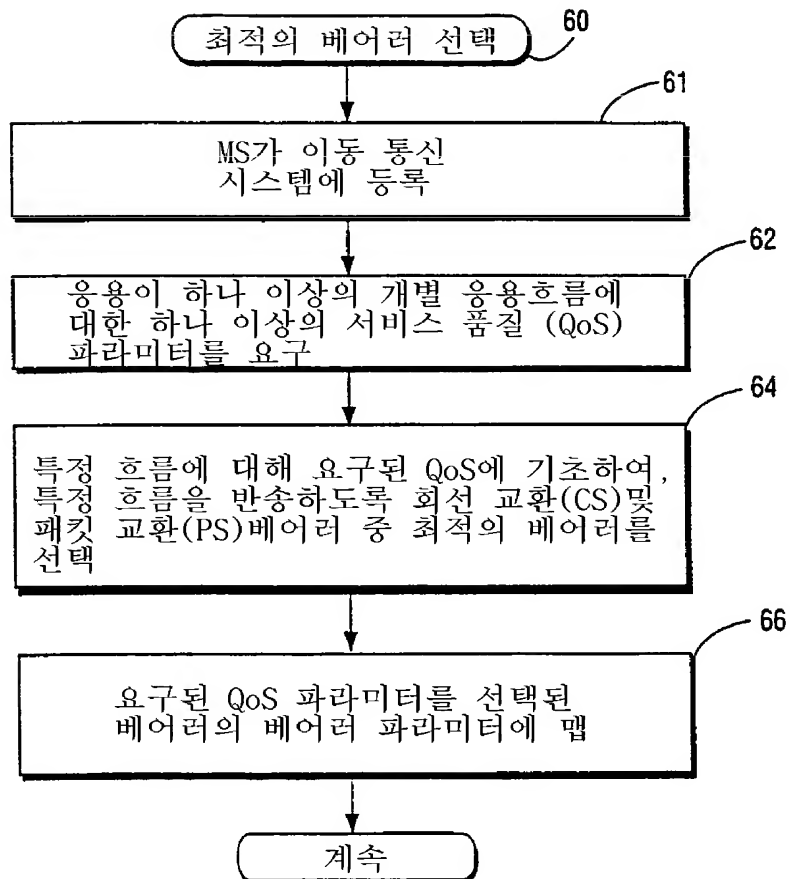 최적의 베어러 선택
60
61
MS가 이동 통신
시스템에 등록
62
응용이 하나 이상의 개별 응용흐름에
대한 하나 이상의 서비스 품질 (QoS)
파라미터를 요구
64
특정 흐름에 대해 요구된 QoS에 기초하여,
특정 흐름을 반송하도록 회선 교환(CS)및
패킷 교환(PS)베어러 중 최적의 베어러를
선택
66
요구된 QoS 파라미터를 선택된
베어러의 베어러 파라미터에 맵
계속